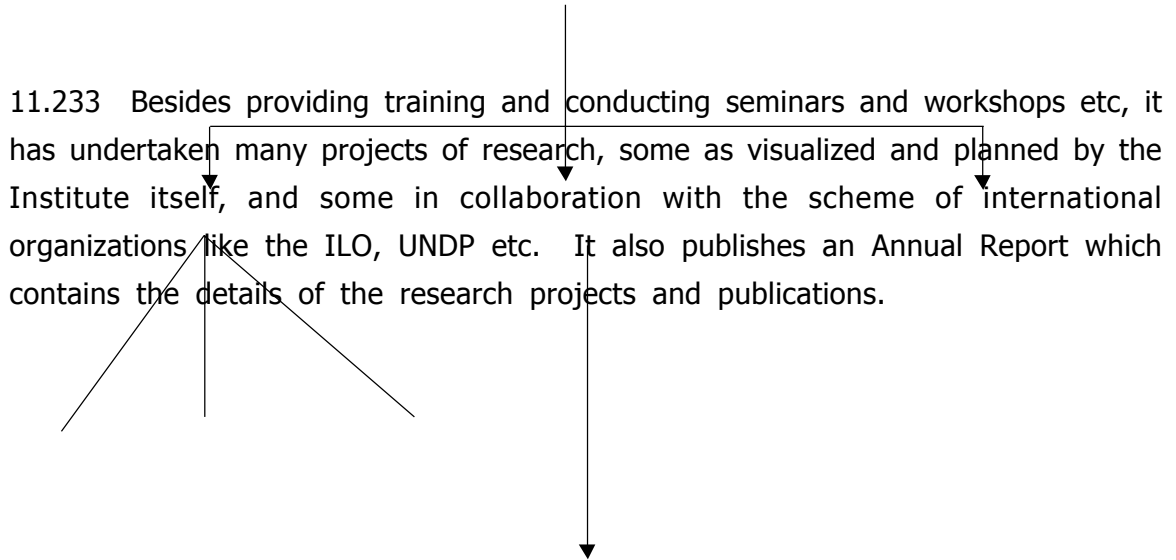 11.233 Besides providing training and conducting seminars and workshops etc, it
has undertaken many projects of research, some as visualized and planned by the
Institute itself, and some in collaboration with the scheme of international
organizations like the ILO, UNDP etc. It also publishes an Annual Report which
contains the details of the research projects and publications.